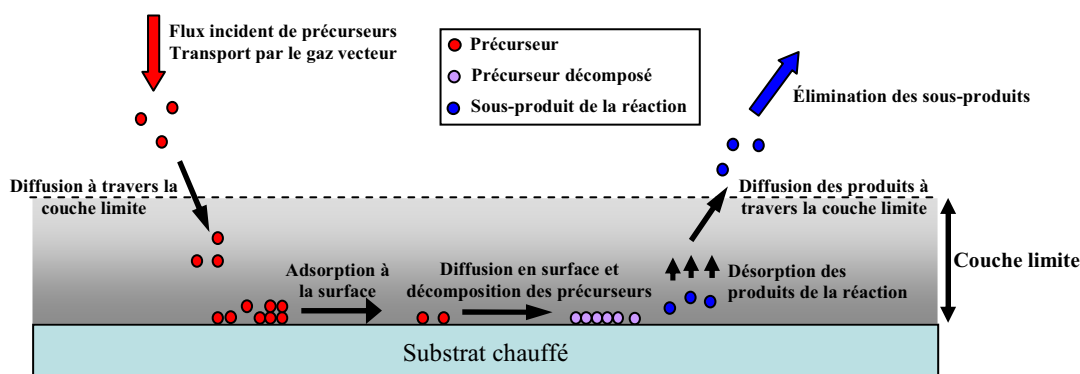 Flux incident de précurseurs
Transport par le gaz vecteur
Précurseur
Précurseur décomposé
Sous-produit de la réaction
Élimination des sous-produits
Diffusion à travers la
couche limite
Diffusion des produits à
travers la couche limite
Adsorption à
la surface
Diffusion en surface et
décomposition des précurseurs
Désorption des
produits de la réaction
Couche limite
Substrat chauffé